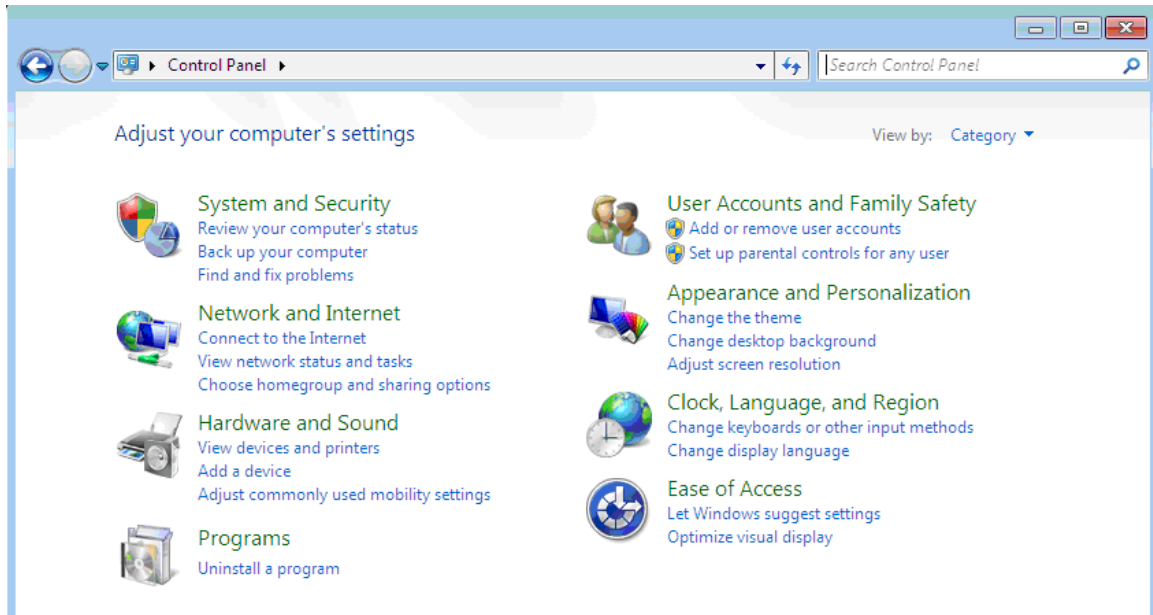 Control Panel
Search Control Panel
Adjust your computer's settings
View by: Category
System and Security
Review your computer's status
Back up your computer
Find and fix problems
Network and Internet
Connect to the Internet
View network status and tasks
Choose homegroup and sharing options
Hardware and Sound
View devices and printers
Add a device
Adjust commonly used mobility settings
Programs
Uninstall a program
User Accounts and Family Safety
Add or remove user accounts
Set up parental controls for any user
Appearance and Personalization
Change the theme
Change desktop background
Adjust screen resolution
Clock, Language, and Region
Change keyboards or other input methods
Change display language
Ease of Access
Let Windows suggest settings
Optimize visual display